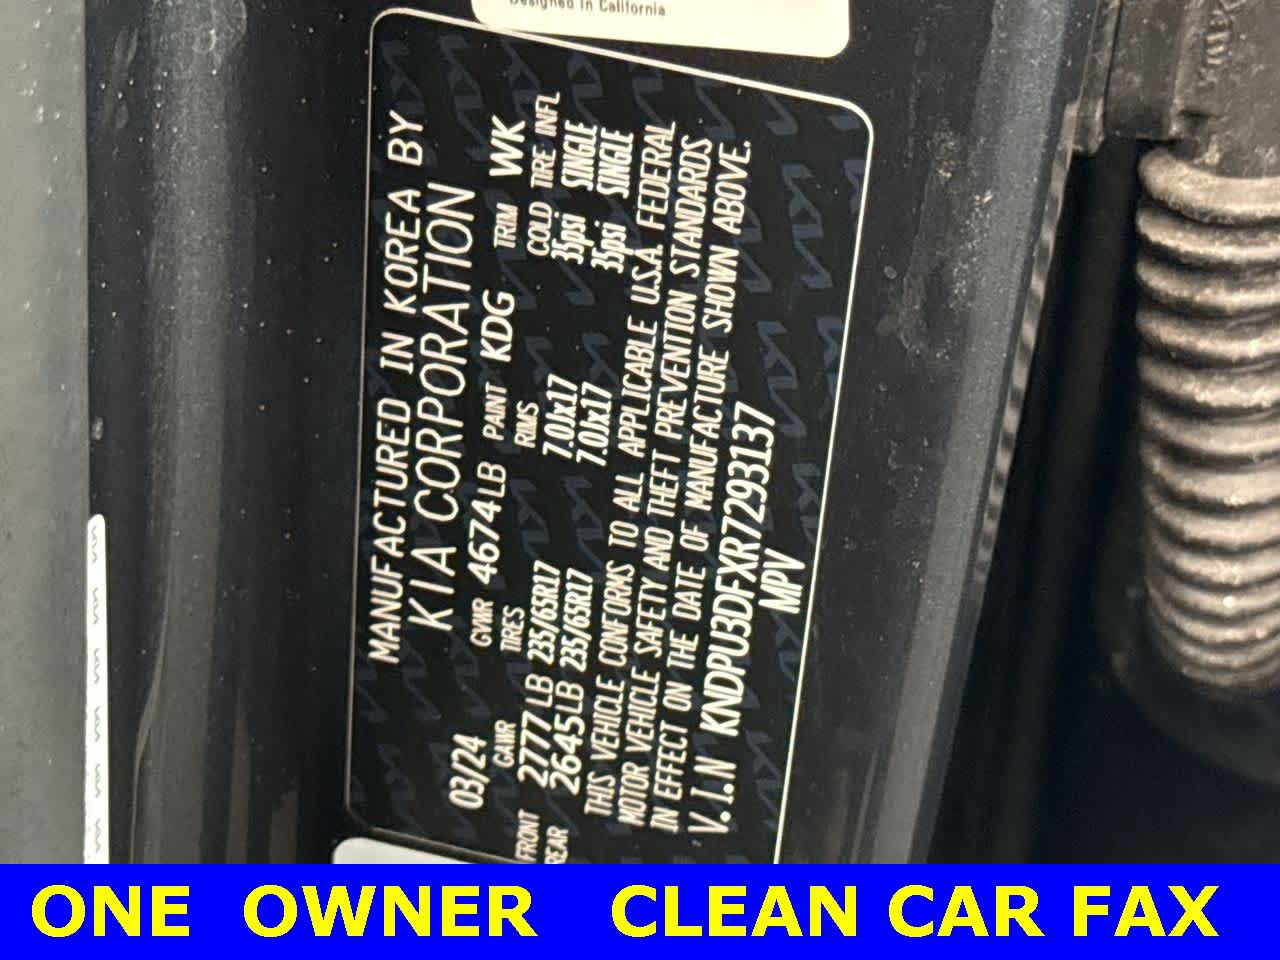 Designed in California
MANUFACTURED IN KOREA BY
KIA CORPORATION
03/24 GVWR 4674LB PAINT KDG TRIM WK
GAWR TIRES RIMS COLD TIRE INFL
FRONT 2777 LB 235/65R17 7.0Jx17 35psi SINGLE
REAR 2645LB 235/65R17 7.0Jx17 35psi SINGLE
THIS VEHICLE CONFORMS TO ALL APPLICABLE U.S.A. FEDERAL
MOTOR VEHICLE SAFETY AND THEFT PREVENTION STANDARDS
IN EFFECT ON THE DATE OF MANUFACTURE SHOWN ABOVE.
V.I.N KNDPU3DFXR7293137
MPV
ONE OWNER CLEAN CAR FAX